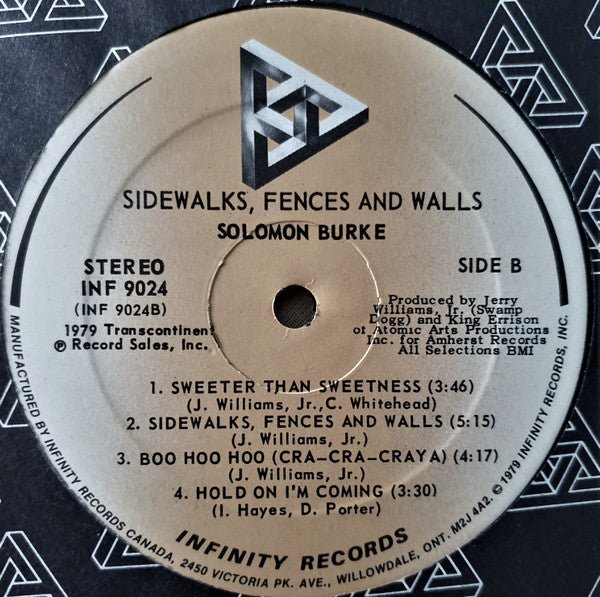 SIDEWALKS, FENCES AND WALLS
SOLOMON BURKE
STEREO
INF 9024
(INF 9024B)
1979 Transcontinent
℗ Record Sales, Inc.
SIDE B
Produced by Jerry
Williams, Jr. (Swamp
Dogg) and King Errison
of Atomic Arts Productions
Inc. for Amherst Records
All Selections BMI
1. SWEETER THAN SWEETNESS (3:46)
(J. Williams, Jr.,C. Whitehead)
2. SIDEWALKS, FENCES AND WALLS (5:15)
(J. Williams, Jr.)
3. BOO HOO HOO (CRA-CRA-CRAYA) (4:17)
(J. Williams, Jr.)
4. HOLD ON I'M COMING (3:30)
(I. Hayes, D. Porter)
INFINITY RECORDS
MANUFACTURED BY INFINITY RECORDS CANADA, 2450 VICTORIA PK. AVE., WILLOWDALE, ONT. M2J 4A2. © 1979 INFINITY RECORDS, INC.